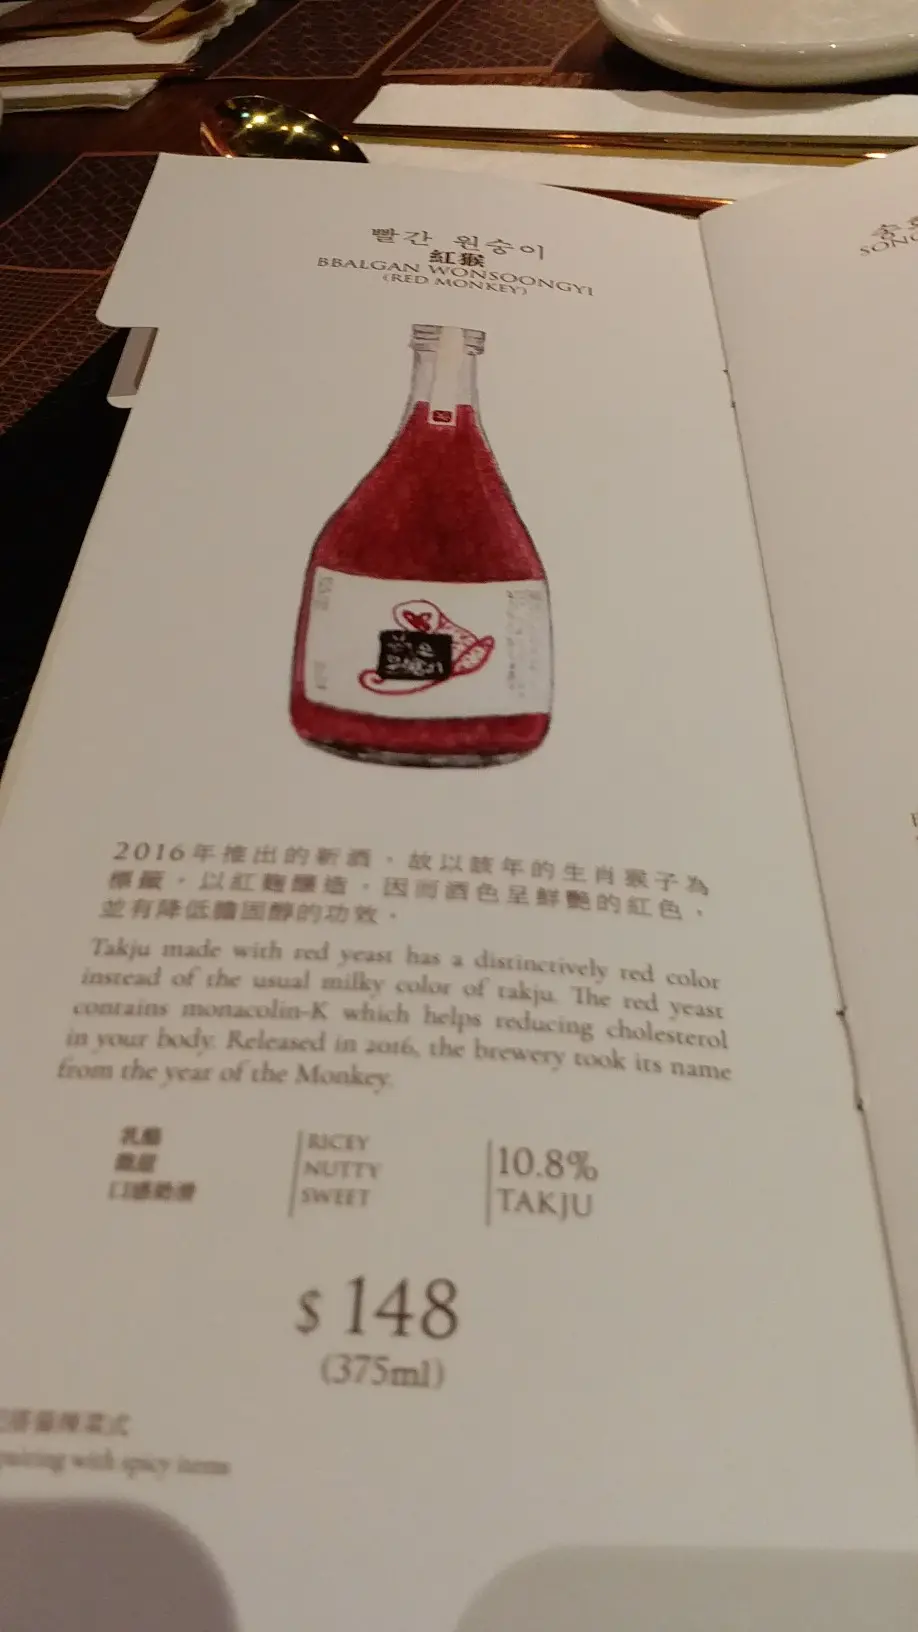 빨간 원숭이
紅猴
BBALGAN WONSOONGYI
(RED MONKEY)
2016年推出的新酒，故以該年的生肖猴子為
標籤。以紅麴釀造，因而酒色呈鮮艷的紅色，
並有降低膽固醇的功效。
Takju made with red yeast has a distinctively red color
instead of the usual milky color of takju. The red yeast
contains monacolin-K which helps reducing cholesterol
in your body. Released in 2016, the brewery took its name
from the year of the Monkey.
RICEY
NUTTY
SWEET
10.8%
TAKJU
$ 148
(375ml)
pairing with spicy items